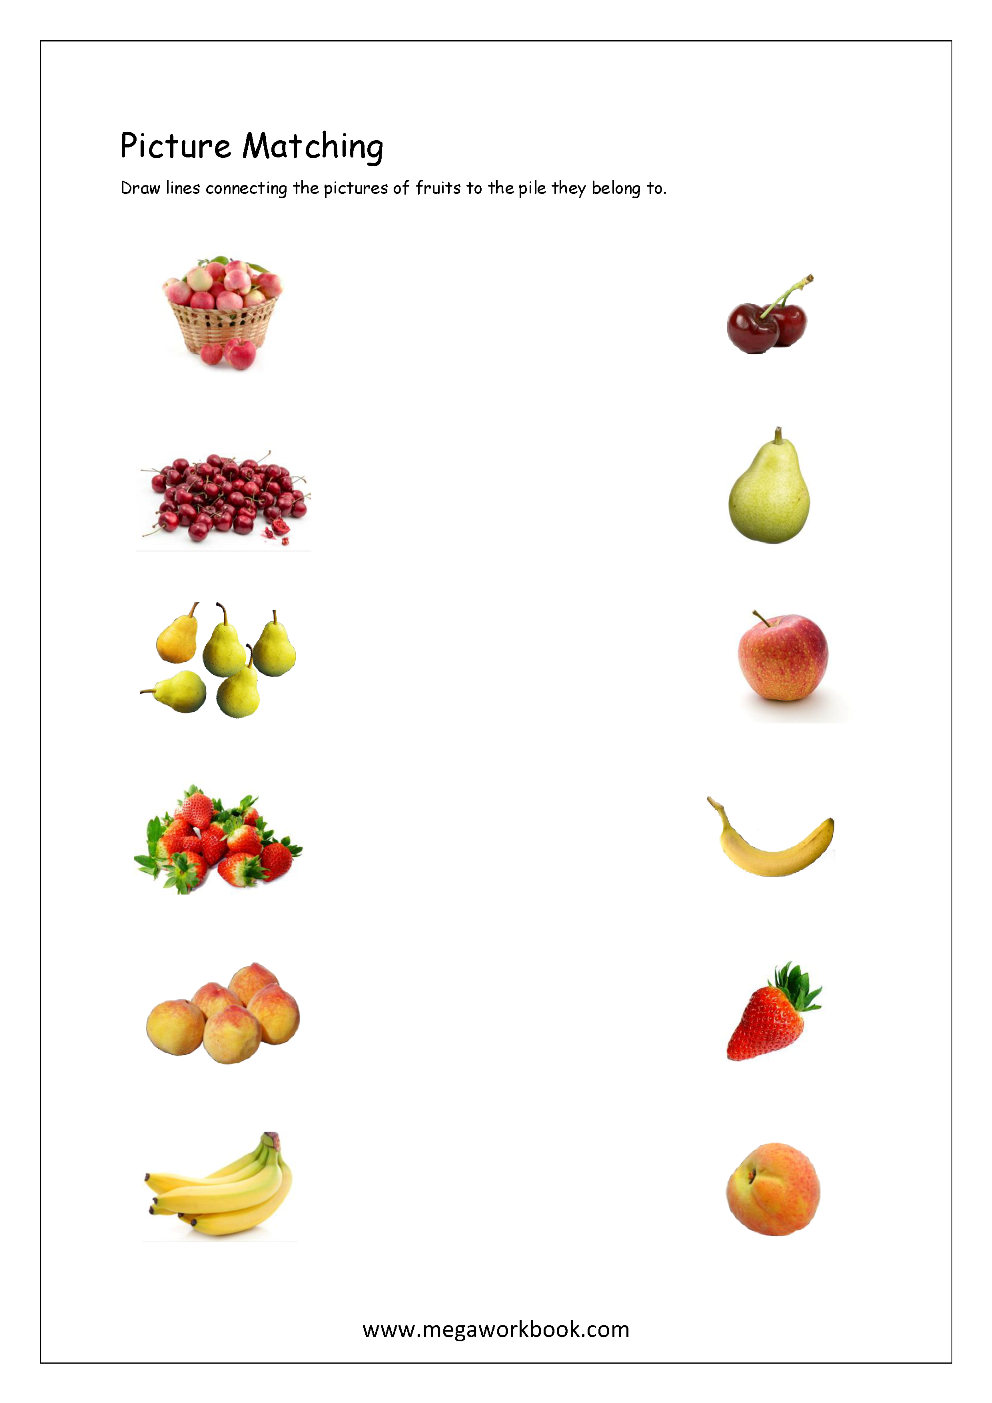 Picture Matching
Draw lines connecting the pictures of fruits to the pile they belong to.
www.megaworkbook.com